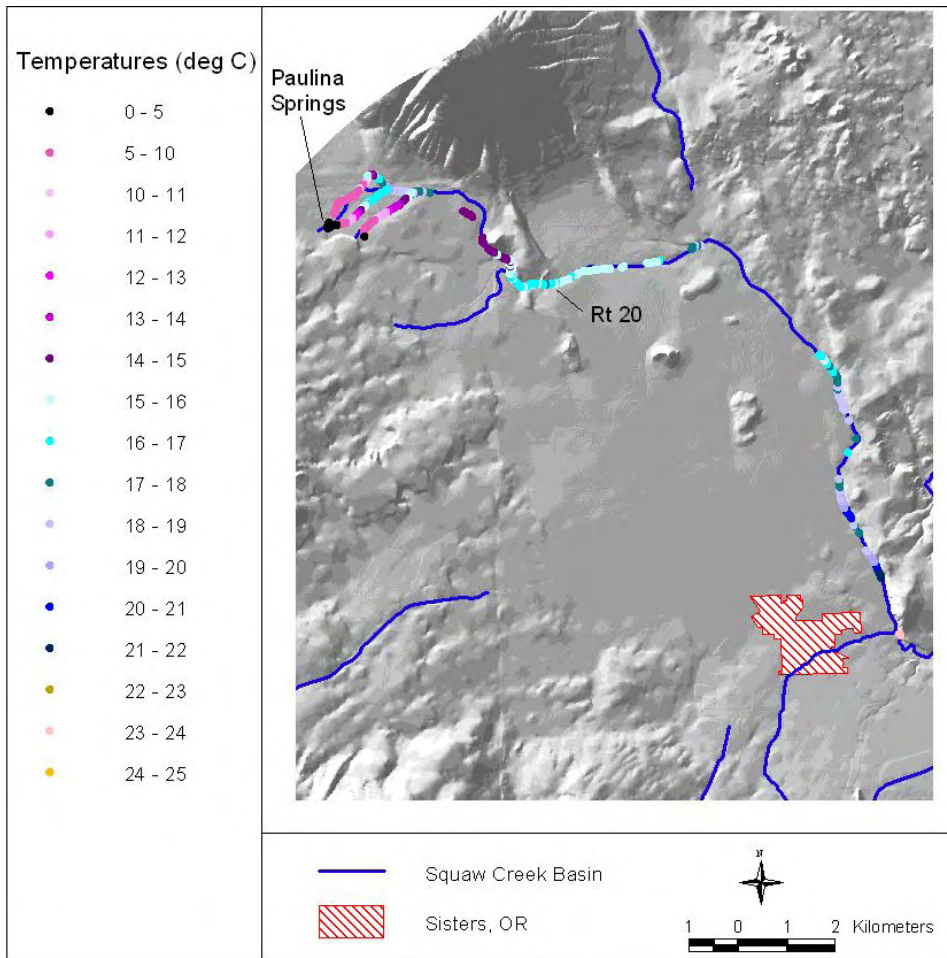 Temperatures (deg C)
0 - 5
5 - 10
10 - 11
11 - 12
12 - 13
13 - 14
14 - 15
15 - 16
16 - 17
17 - 18
18 - 19
19 - 20
20 - 21
21 - 22
22 - 23
23 - 24
24 - 25
Paulina
Springs
Rt 20
Squaw Creek Basin
Sisters, OR
N
1 0 1 2 Kilometers